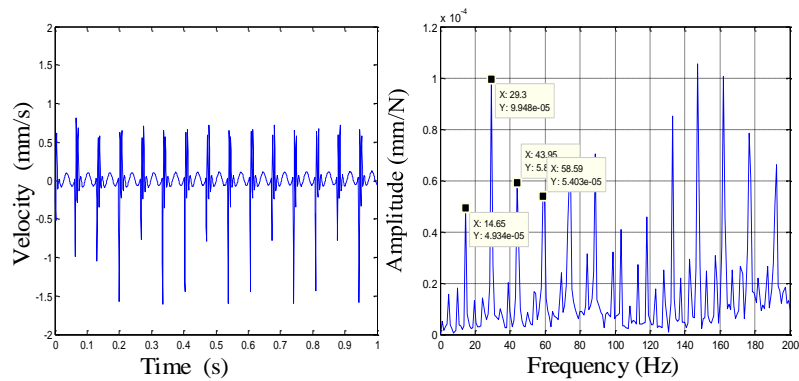 2
1.5
1
0.5
0
-0.5
-1
-1.5
-2
0 0.1 0.2 0.3 0.4 0.5 0.6 0.7 0.8 0.9 1
Velocity (mm/s)
Time (s)
x 10-4
1.2
1
0.8
0.6
0.4
0.2
0
0 20 40 60 80 100 120 140 160 180 200
Amplitude (mm/N)
Frequency (Hz)
X: 29.3
Y: 9.948e-05
X: 43.95
Y: 5.8
X: 58.59
Y: 5.403e-05
X: 14.65
Y: 4.934e-05